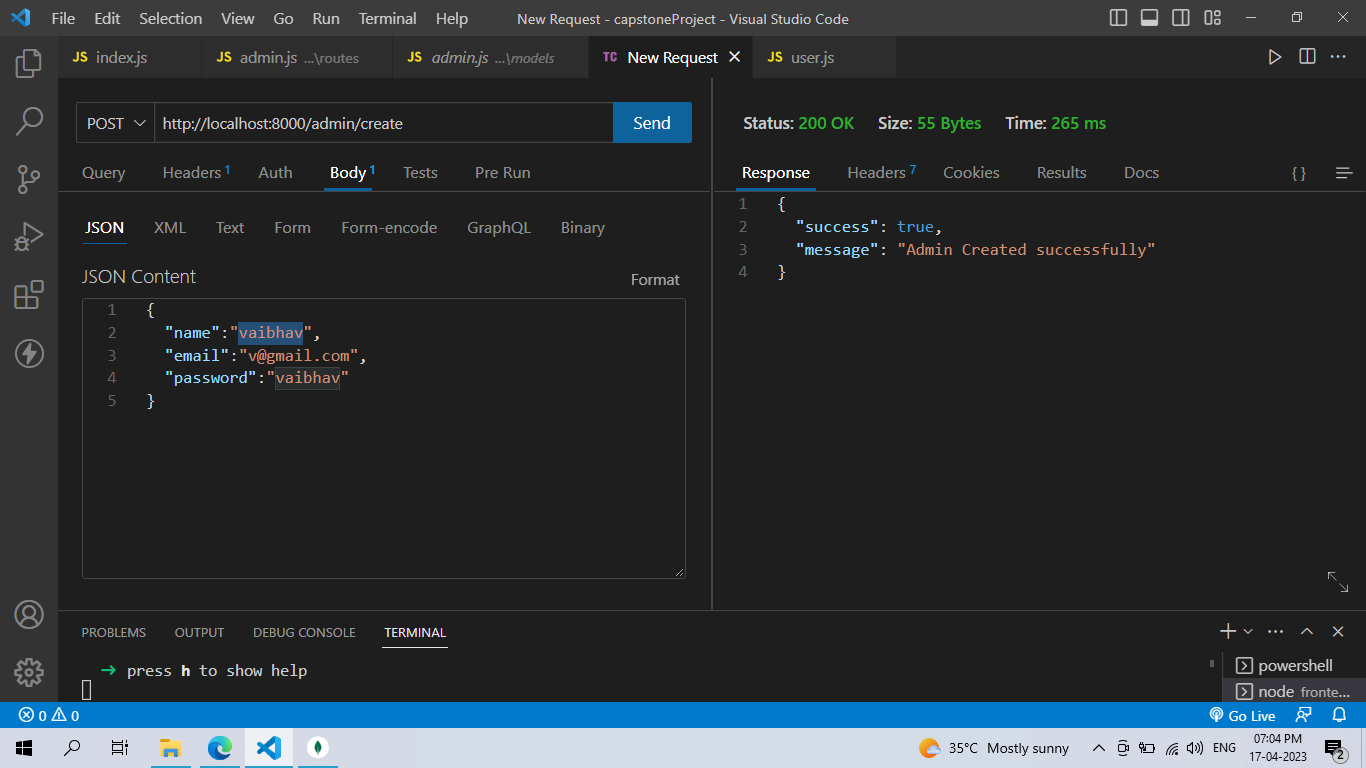 File Edit Selection View Go Run Terminal Help New Request - capstoneProject - Visual Studio Code
JS index.js JS admin.js ...\routes JS admin.js ...\models TC New Request JS user.js
POST http://localhost:8000/admin/create Send
Status: 200 OK Size: 55 Bytes Time: 265 ms
Query Headers 1 Auth Body 1 Tests Pre Run
Response Headers 7 Cookies Results Docs { }
JSON XML Text Form Form-encode GraphQL Binary
JSON Content
Format
1 {
2 "name":"vaibhav",
3 "email":"v@gmail.com",
4 "password":"vaibhav"
5 }
1 {
2 "success": true,
3 "message": "Admin Created successfully"
4 }
PROBLEMS OUTPUT DEBUG CONSOLE TERMINAL
→ press h to show help
powershell
node fronte...
0 0 Go Live
35°C Mostly sunny ENG
07:04 PM
17-04-2023
2